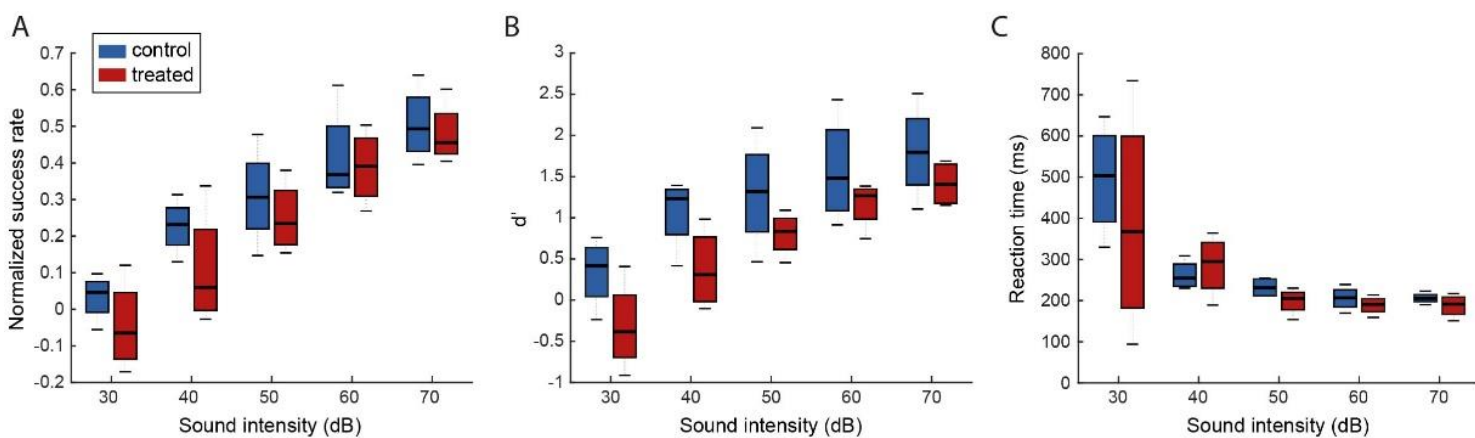 A
Normalized success rate
0.7
0.6
0.5
0.4
0.3
0.2
0.1
0
-0.1
-0.2
control
treated
30 40 50 60 70
Sound intensity (dB)
B
d'
3
2.5
2
1.5
1
0.5
0
-0.5
-1
30 40 50 60 70
Sound intensity (dB)
C
Reaction time (ms)
800
700
600
500
400
300
200
100
0
30 40 50 60 70
Sound intensity (dB)